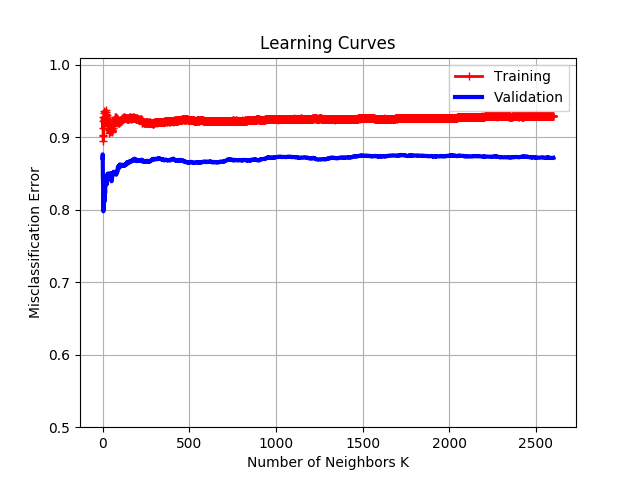 Learning Curves
Training
Validation
Misclassification Error
1.0
0.9
0.8
0.7
0.6
0.5
0
500
1000
1500
2000
2500
Number of Neighbors K